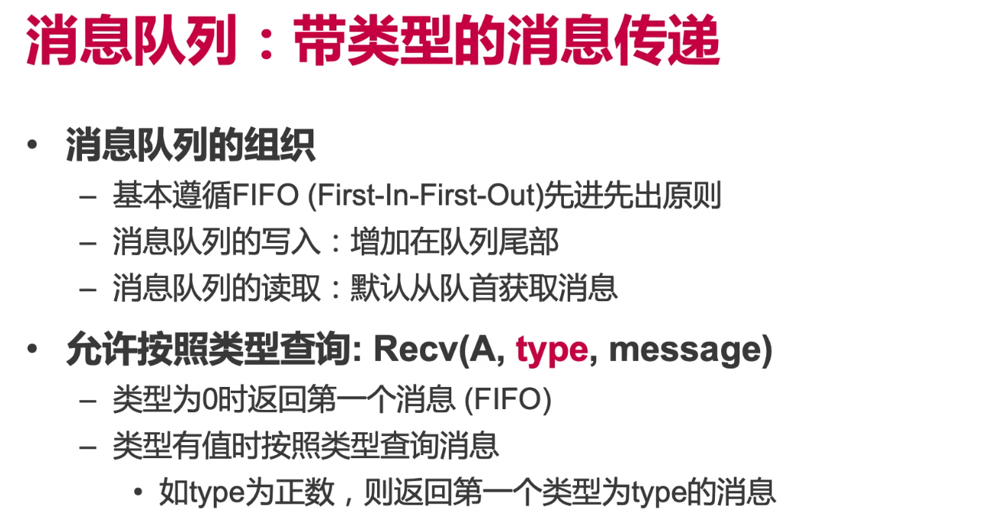 消息队列：带类型的消息传递
• 消息队列的组织
– 基本遵循FIFO (First-In-First-Out)先进先出原则
– 消息队列的写入：增加在队列尾部
– 消息队列的读取：默认从队首获取消息
• 允许按照类型查询: Recv(A, type, message)
– 类型为0时返回第一个消息 (FIFO)
– 类型有值时按照类型查询消息
• 如type为正数，则返回第一个类型为type的消息